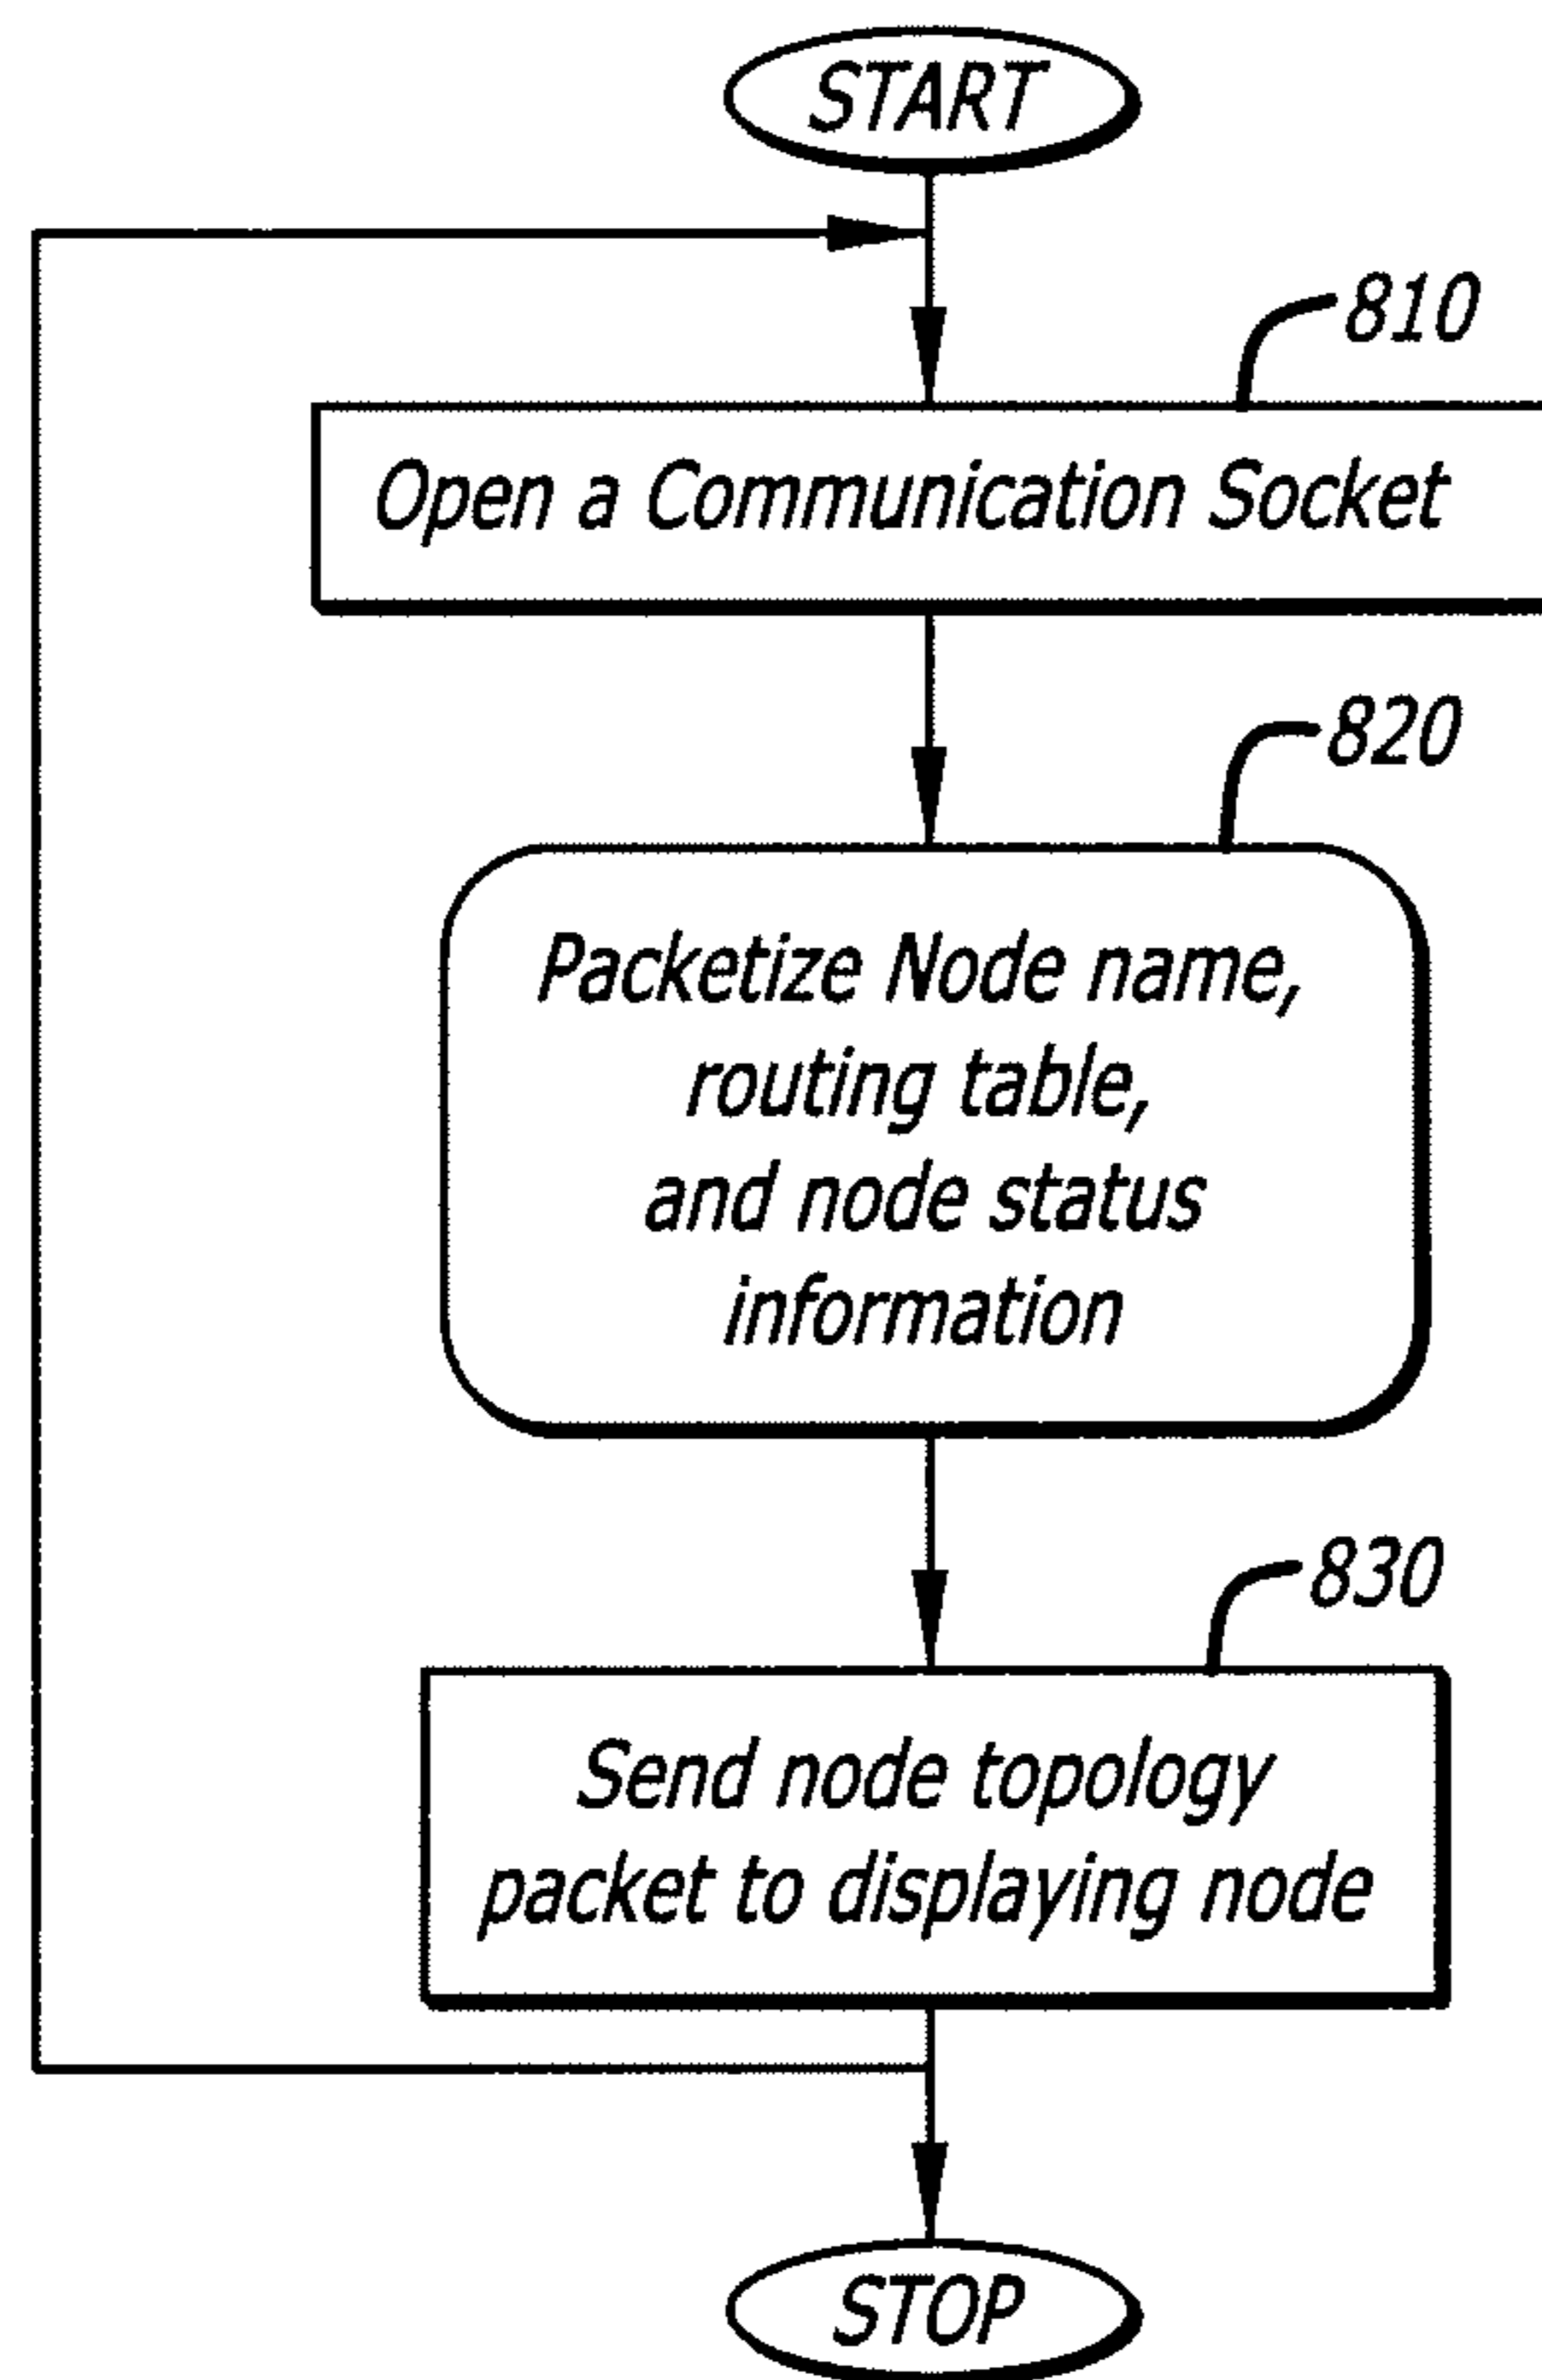 START
810
Open a Communication Socket
820
Packetize Node name,
routing table,
and node status
information
830
Send node topology
packet to displaying node
STOP